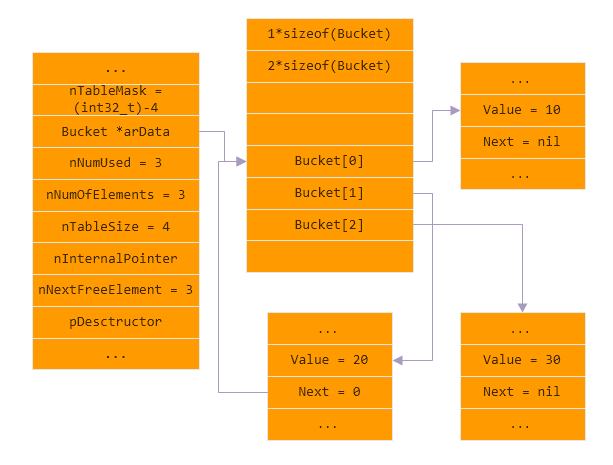 ...
nTableMask =
(int32_t)-4
Bucket *arData
nNumUsed = 3
nNumOfElements = 3
nTableSize = 4
nInternalPointer
nNextFreeElement = 3
pDesctructor
...
1*sizeof(Bucket)
2*sizeof(Bucket)
Bucket[0]
Bucket[1]
Bucket[2]
...
Value = 10
Next = nil
...
...
Value = 20
Next = 0
...
...
Value = 30
Next = nil
...